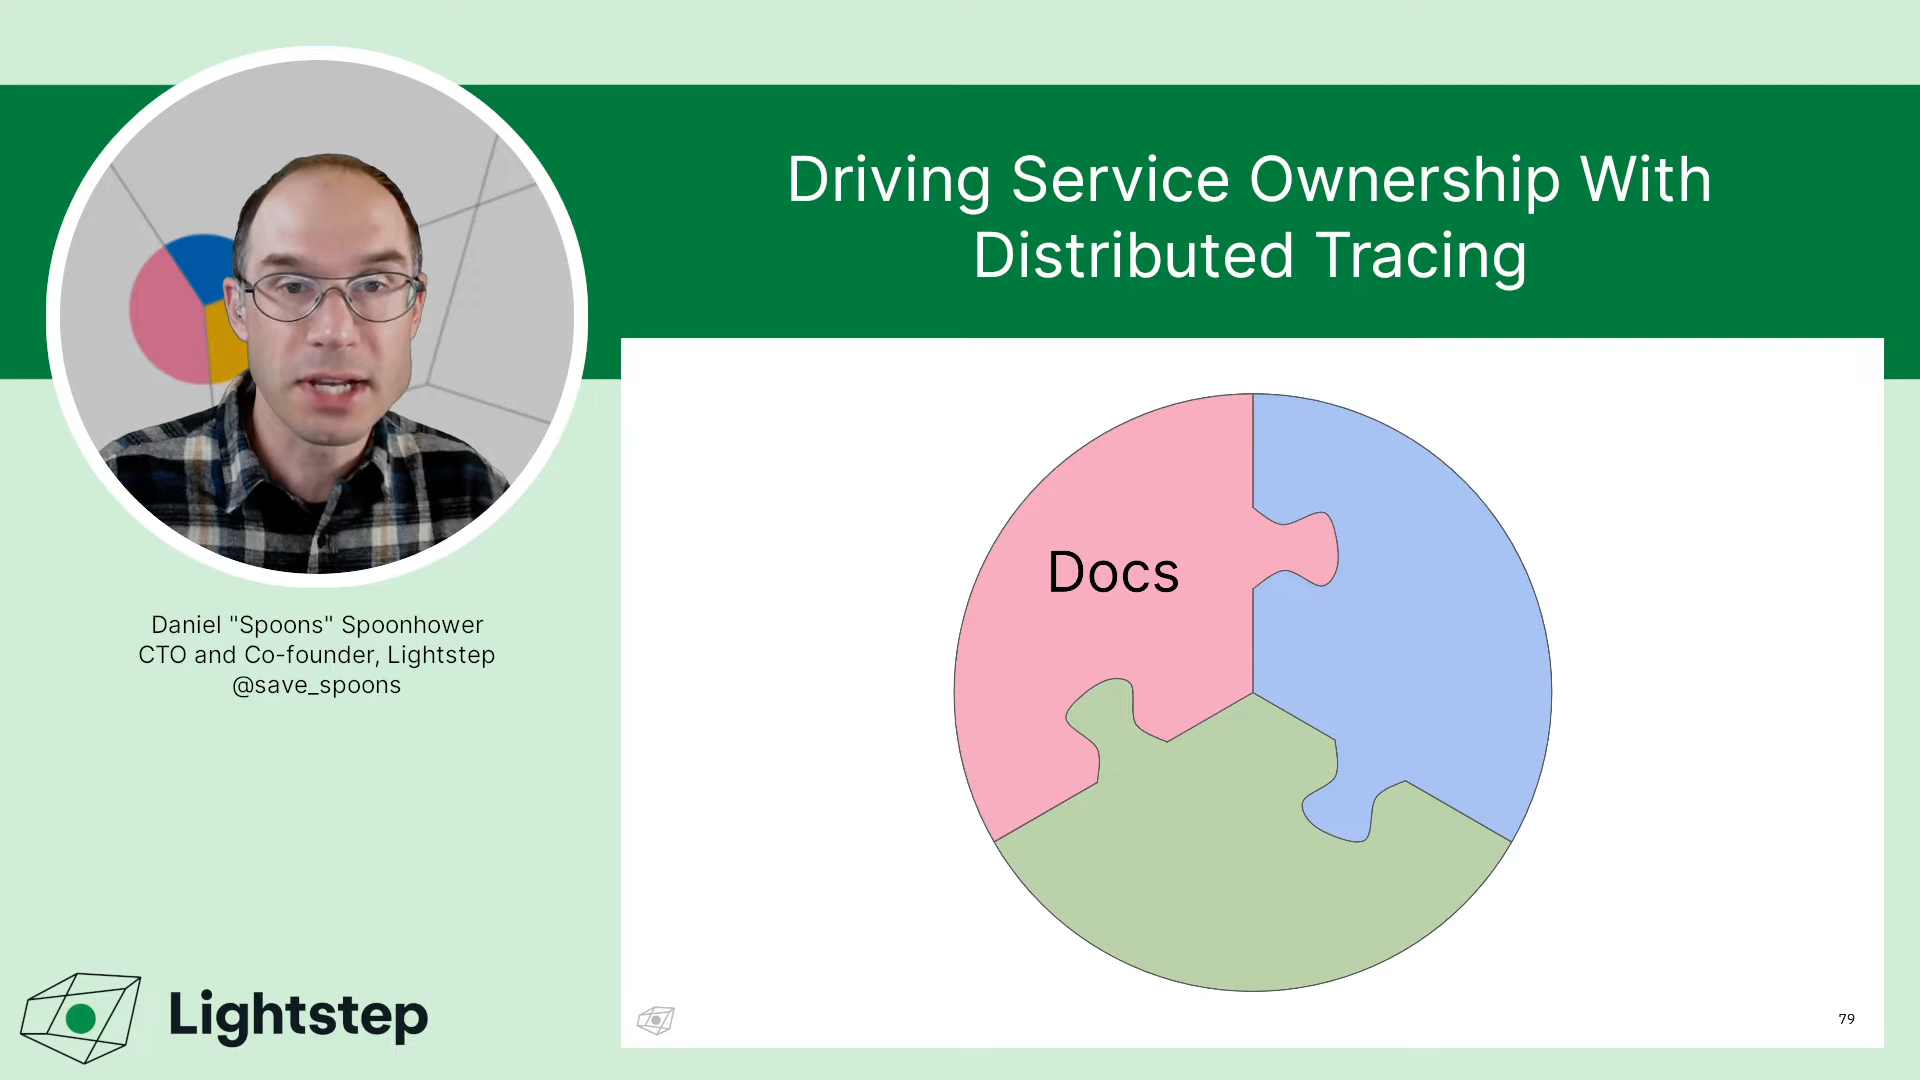 Driving Service Ownership With
Distributed Tracing
Docs
Daniel "Spoons" Spoonhower
CTO and Co-founder, Lightstep
@save_spoons
Lightstep
79